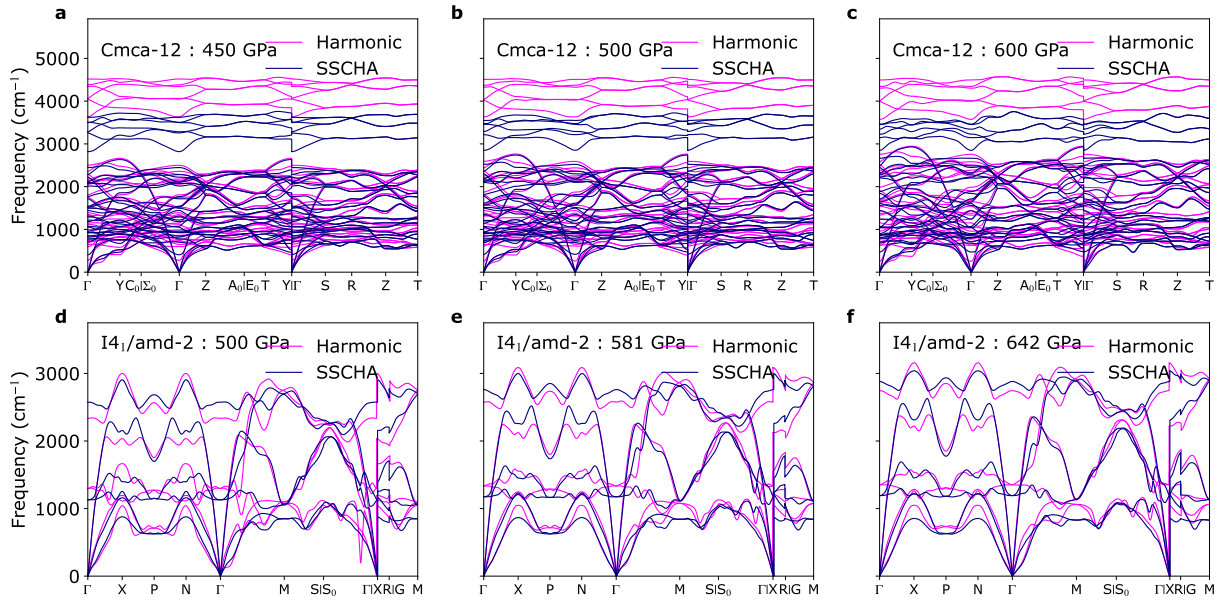 a
b
c
Cmca-12 : 450 GPa
Harmonic
SSCHA
Cmca-12 : 500 GPa
Harmonic
SSCHA
Cmca-12 : 600 GPa
Harmonic
SSCHA
Frequency (cm⁻¹)
5000
4000
3000
2000
1000
0
Γ Y C₀|Σ₀ Γ Z A₀|E₀ T Y|Γ S R Z T
Γ Y C₀|Σ₀ Γ Z A₀|E₀ T Y|Γ S R Z T
Γ Y C₀|Σ₀ Γ Z A₀|E₀ T Y|Γ S R Z T
d
e
f
I4₁/amd-2 : 500 GPa
Harmonic
SSCHA
I4₁/amd-2 : 581 GPa
Harmonic
SSCHA
I4₁/amd-2 : 642 GPa
Harmonic
SSCHA
Frequency (cm⁻¹)
3000
2000
1000
0
Γ X P N Γ M S|S₀ Γ|X R|G M
Γ X P N Γ M S|S₀ Γ|X R|G M
Γ X P N Γ M S|S₀ Γ|X R|G M